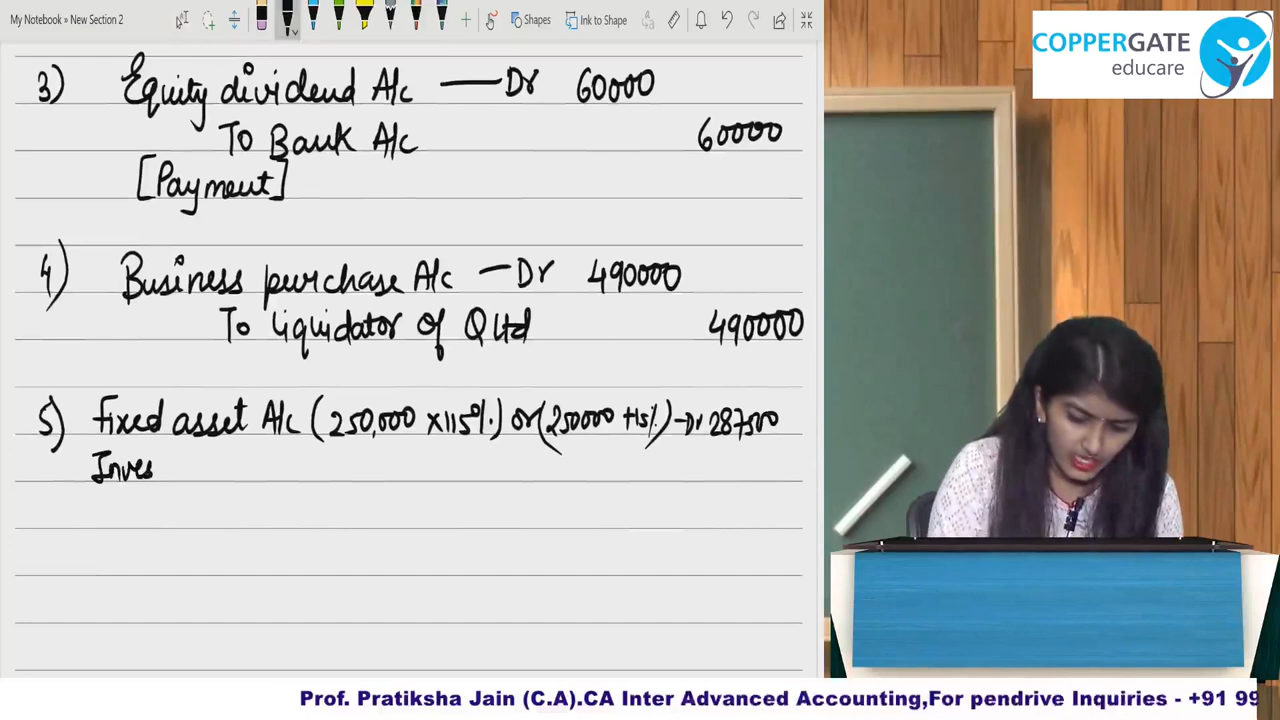 My Notebook » New Section 2
Shapes
Ink to Shape
COPPERGATE
educare
3) Equity dividend A/c — Dr 60000
To Bank A/c 60000
[Payment]
4) Business purchase A/c — Dr 490000
To liquidator of Q Ltd 490000
5) Fixed asset A/c (250,000 ×115%) or (250000 +15%) - Dr 287500
Inves
Prof. Pratiksha Jain (C.A).CA Inter Advanced Accounting,For pendrive Inquiries - +91 99